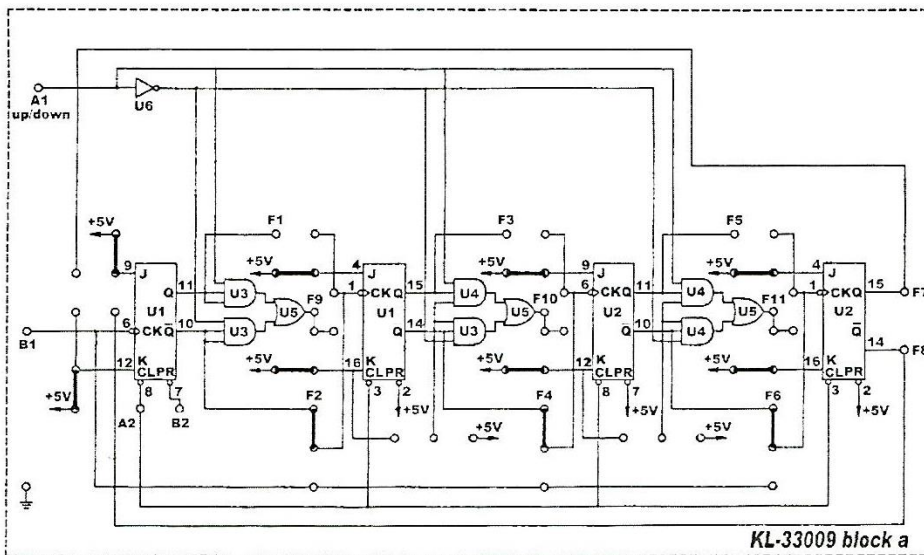 A1
up/down
U6
+5V
F1
F3
F5
+5V
+5V
+5V
9
J
U1
Q
11
U3
U5
F9
4
J
1
CK
Q
15
U1
U4
U5
F10
9
J
6
CK
Q
11
U2
U4
U5
F11
4
J
1
CK
Q
15
U2
F7
B1
6
CK
Q̅
10
U3
Q̅
14
U3
Q̅
10
U4
Q̅
14
F8
12
K
CLPR
8
7
+5V
+5V
16
K
CLPR
3
2
+5V
12
K
CLPR
8
7
+5V
16
K
CLPR
3
2
+5V
A2
B2
F2
+5V
F4
+5V
F6
+5V
+5V
+5V
KL-33009 block a